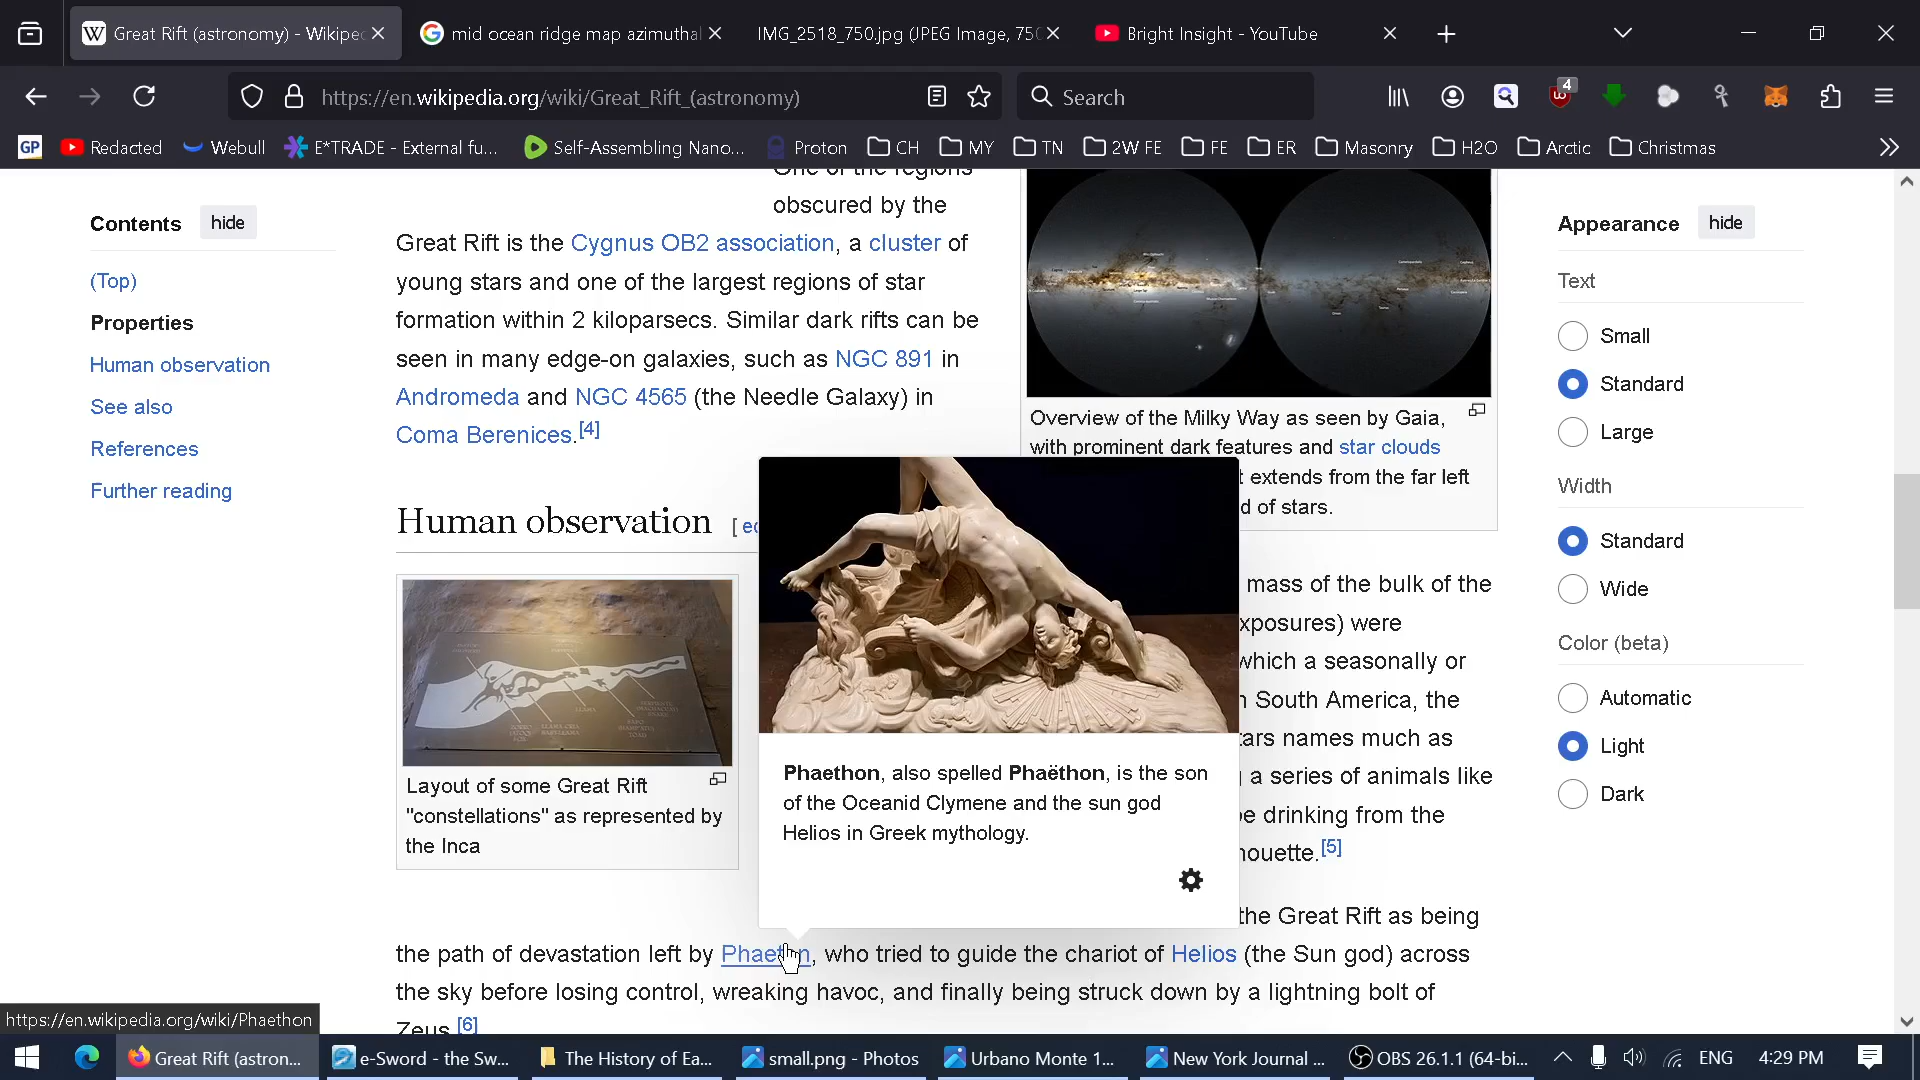 Great Rift (astronomy) - Wikipe
mid ocean ridge map azimuthal
IMG_2518_750.jpg (JPEG Image, 750
Bright Insight - YouTube
https://en.wikipedia.org/wiki/Great_Rift_(astronomy)
Search
4
GP
Redacted
Webull
E*TRADE - External fu...
Self-Assembling Nano...
Proton
CH
MY
TN
2W FE
FE
ER
Masonry
H2O
Arctic
Christmas
Contents
hide
(Top)
Properties
Human observation
See also
References
Further reading
One of the regions
obscured by the
Great Rift is the Cygnus OB2 association, a cluster of
young stars and one of the largest regions of star
formation within 2 kiloparsecs. Similar dark rifts can be
seen in many edge-on galaxies, such as NGC 891 in
Andromeda and NGC 4565 (the Needle Galaxy) in
Coma Berenices.[4]
Overview of the Milky Way as seen by Gaia,
with prominent dark features and star clouds
t extends from the far left
d of stars.
Human observation [ ed
Layout of some Great Rift
"constellations" as represented by
the Inca
mass of the bulk of the
xposures) were
which a seasonally or
n South America, the
tars names much as
g a series of animals like
be drinking from the
houette.[5]
Phaethon, also spelled Phaëthon, is the son
of the Oceanid Clymene and the sun god
Helios in Greek mythology.
the Great Rift as being
the path of devastation left by Phaeton, who tried to guide the chariot of Helios (the Sun god) across
the sky before losing control, wreaking havoc, and finally being struck down by a lightning bolt of
Zeus.[6]
Appearance
hide
Text
Small
Standard
Large
Width
Standard
Wide
Color (beta)
Automatic
Light
Dark
https://en.wikipedia.org/wiki/Phaethon
Great Rift (astron...
e-Sword - the Sw...
The History of Ea...
small.png - Photos
Urbano Monte 1...
New York Journal ...
OBS 26.1.1 (64-bi...
ENG
4:29 PM